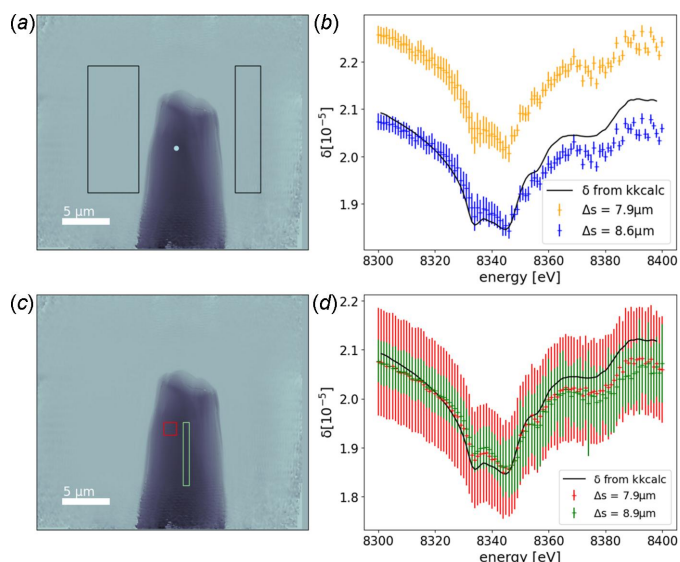 (a)
5 μm
(b)
δ[10⁻⁵]
2.2
2.1
2.0
1.9
δ from kkcalc
Δs = 7.9μm
Δs = 8.6μm
8300 8320 8340 8360 8380 8400
energy [eV]
(c)
5 μm
(d)
δ[10⁻⁵]
2.2
2.1
2.0
1.9
1.8
δ from kkcalc
Δs = 7.9μm
Δs = 8.9μm
8300 8320 8340 8360 8380 8400
energy [eV]